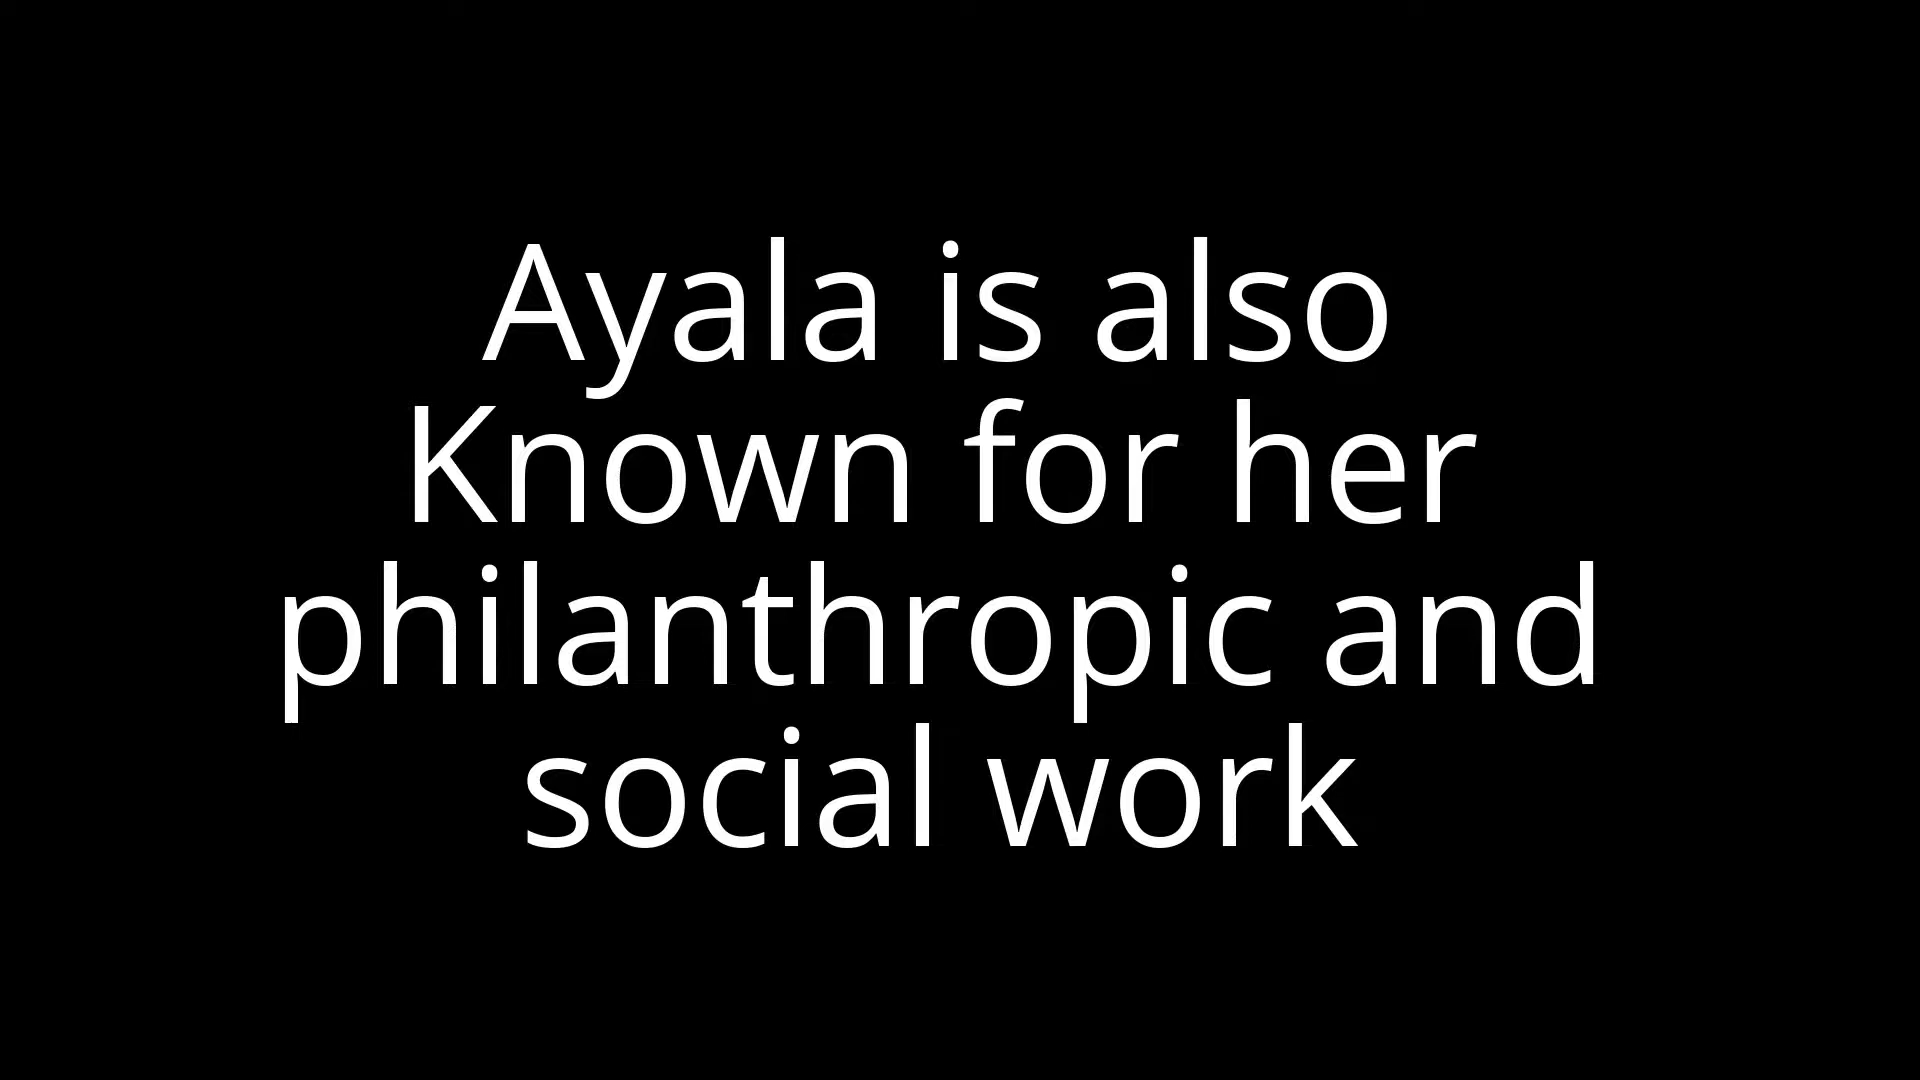 Ayala is also
Known for her
philanthropic and
social work